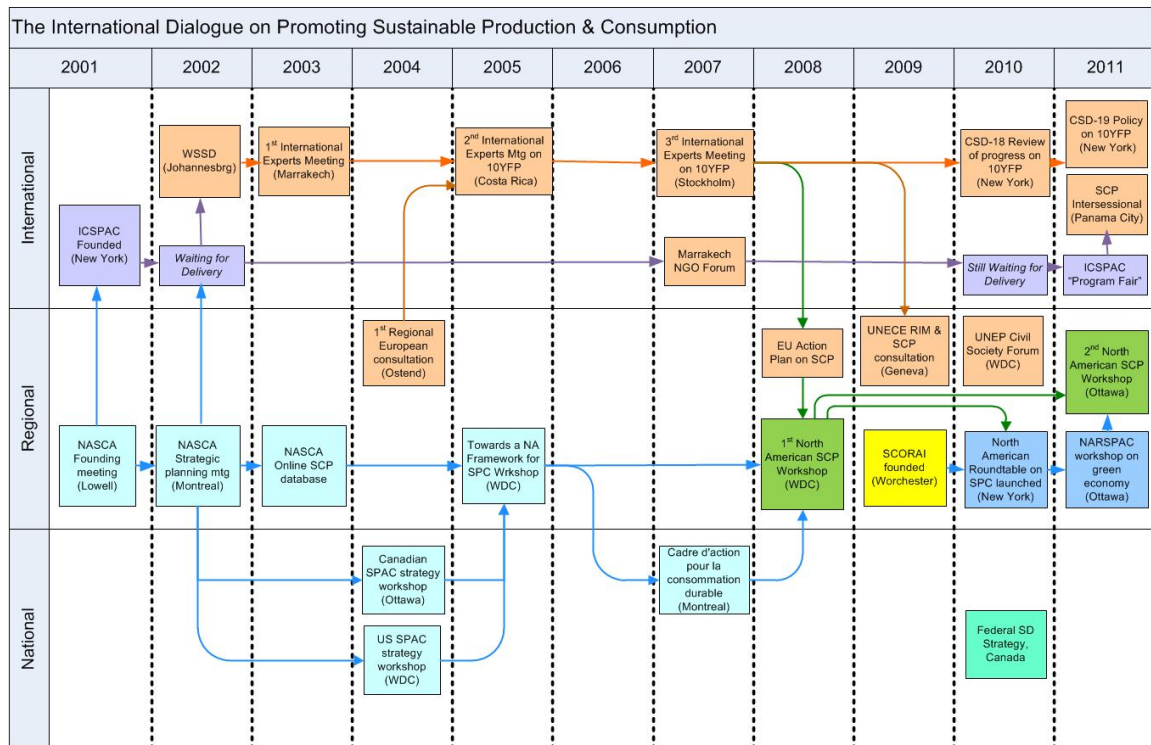 The International Dialogue on Promoting Sustainable Production & Consumption
2001 2002 2003 2004 2005 2006 2007 2008 2009 2010 2011
International
WSSD
(Johannesbrg)
1st International
Experts Meeting
(Marrakech)
2nd International
Experts Mtg on
10YFP
(Costa Rica)
3rd International
Experts Meeting
on 10YFP
(Stockholm)
CSD-18 Review
of progress on
10YFP
(New York)
CSD-19 Policy
on 10YFP
(New York)
SCP
Intersessional
(Panama City)
ICSPAC
Founded
(New York)
Waiting for
Delivery
Marrakech
NGO Forum
Still Waiting for
Delivery
ICSPAC
"Program Fair"
Regional
1st Regional
European
consultation
(Ostend)
EU Action
Plan on SCP
UNECE RIM &
SCP
consultation
(Geneva)
UNEP Civil
Society Forum
(WDC)
2nd North
American SCP
Workshop
(Ottawa)
NASCA
Founding
meeting
(Lowell)
NASCA
Strategic
planning mtg
(Montreal)
NASCA
Online SCP
database
Towards a NA
Framework for
SPC Wrkshop
(WDC)
1st North
American SCP
Workshop
(WDC)
SCORAI
founded
(Worchester)
North
American
Roundtable on
SPC launched
(New York)
NARSPAC
workshop on
green
economy
(Ottawa)
National
Canadian
SPAC strategy
workshop
(Ottawa)
Cadre d'action
pour la
consommation
durable
(Montreal)
US SPAC
strategy
workshop
(WDC)
Federal SD
Strategy,
Canada